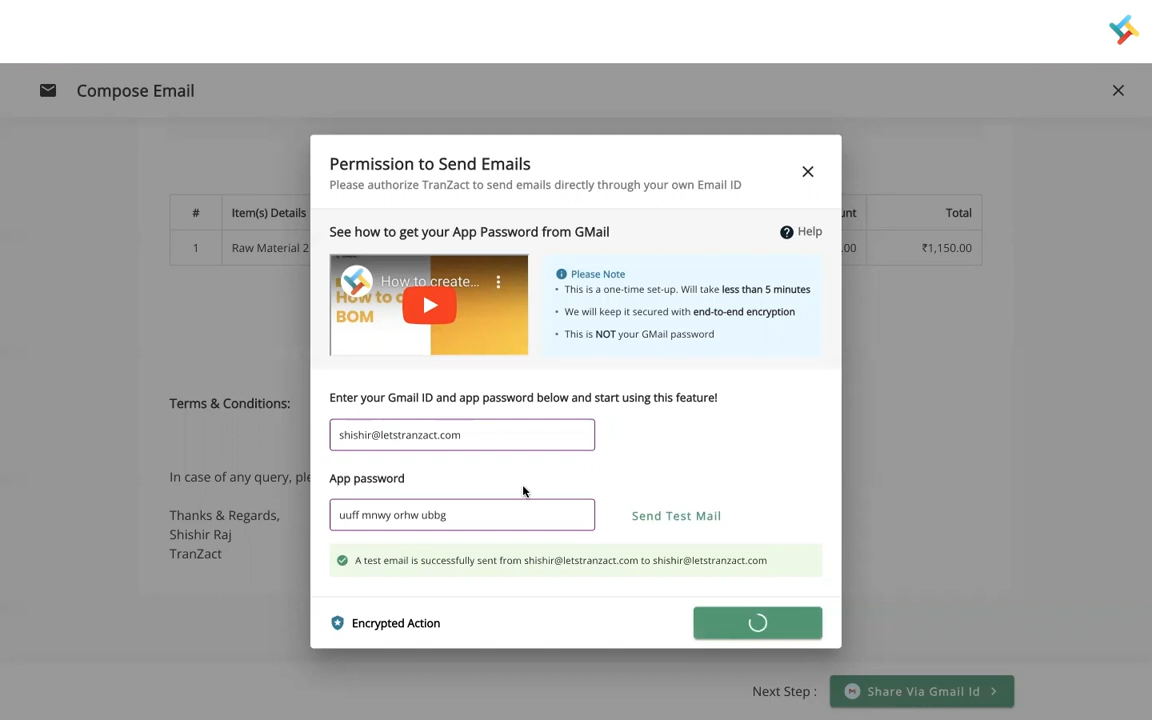 Compose Email
Permission to Send Emails
Please authorize TranZact to send emails directly through your own Email ID
# Item(s) Details unt Total
1 Raw Material 2 .00 ₹1,150.00
See how to get your App Password from GMail
Help
How to create...
How to c
BOM
Please Note
• This is a one-time set-up. Will take less than 5 minutes
• We will keep it secured with end-to-end encryption
• This is NOT your GMail password
Enter your Gmail ID and app password below and start using this feature!
Terms & Conditions:
shishir@letstranzact.com
In case of any query, ple
App password
Thanks & Regards,
Shishir Raj
TranZact
uuff mnwy orhw ubbg
Send Test Mail
A test email is successfully sent from shishir@letstranzact.com to shishir@letstranzact.com
Encrypted Action
Next Step :
Share Via Gmail Id